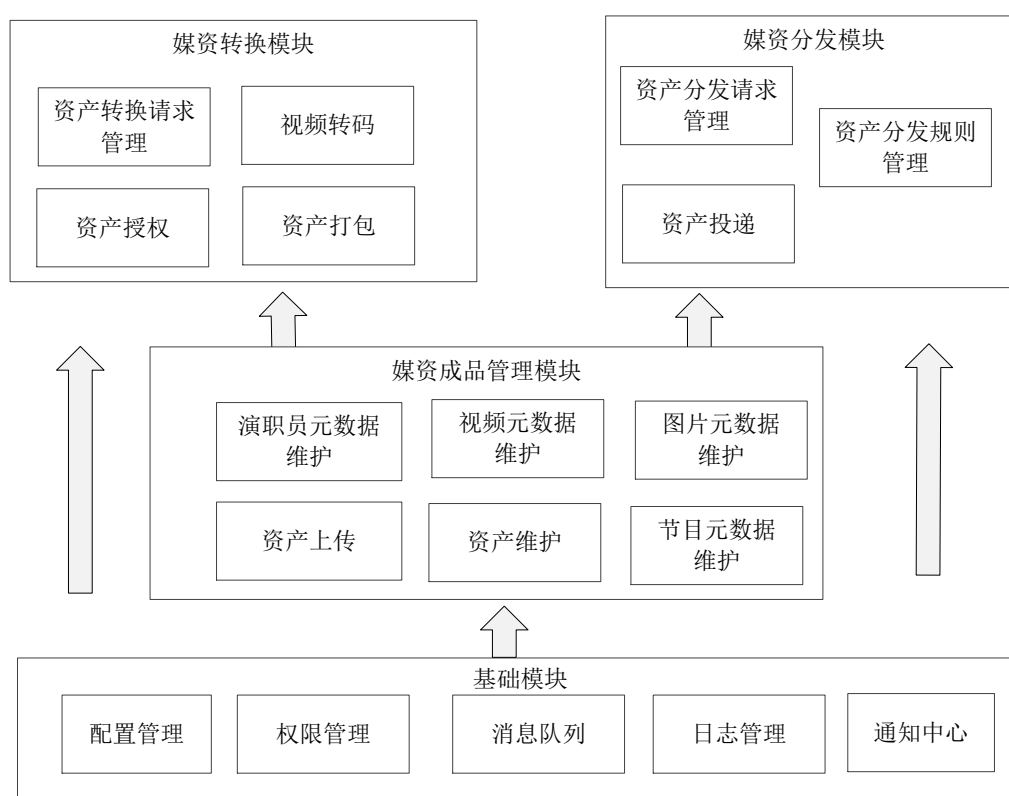 媒资转换模块
资产转换请求
管理
视频转码
资产授权
资产打包
媒资分发模块
资产分发请求
管理
资产分发规则
管理
资产投递
媒资成品管理模块
演职员元数据
维护
视频元数据
维护
图片元数据
维护
资产上传
资产维护
节目元数据
维护
基础模块
配置管理
权限管理
消息队列
日志管理
通知中心